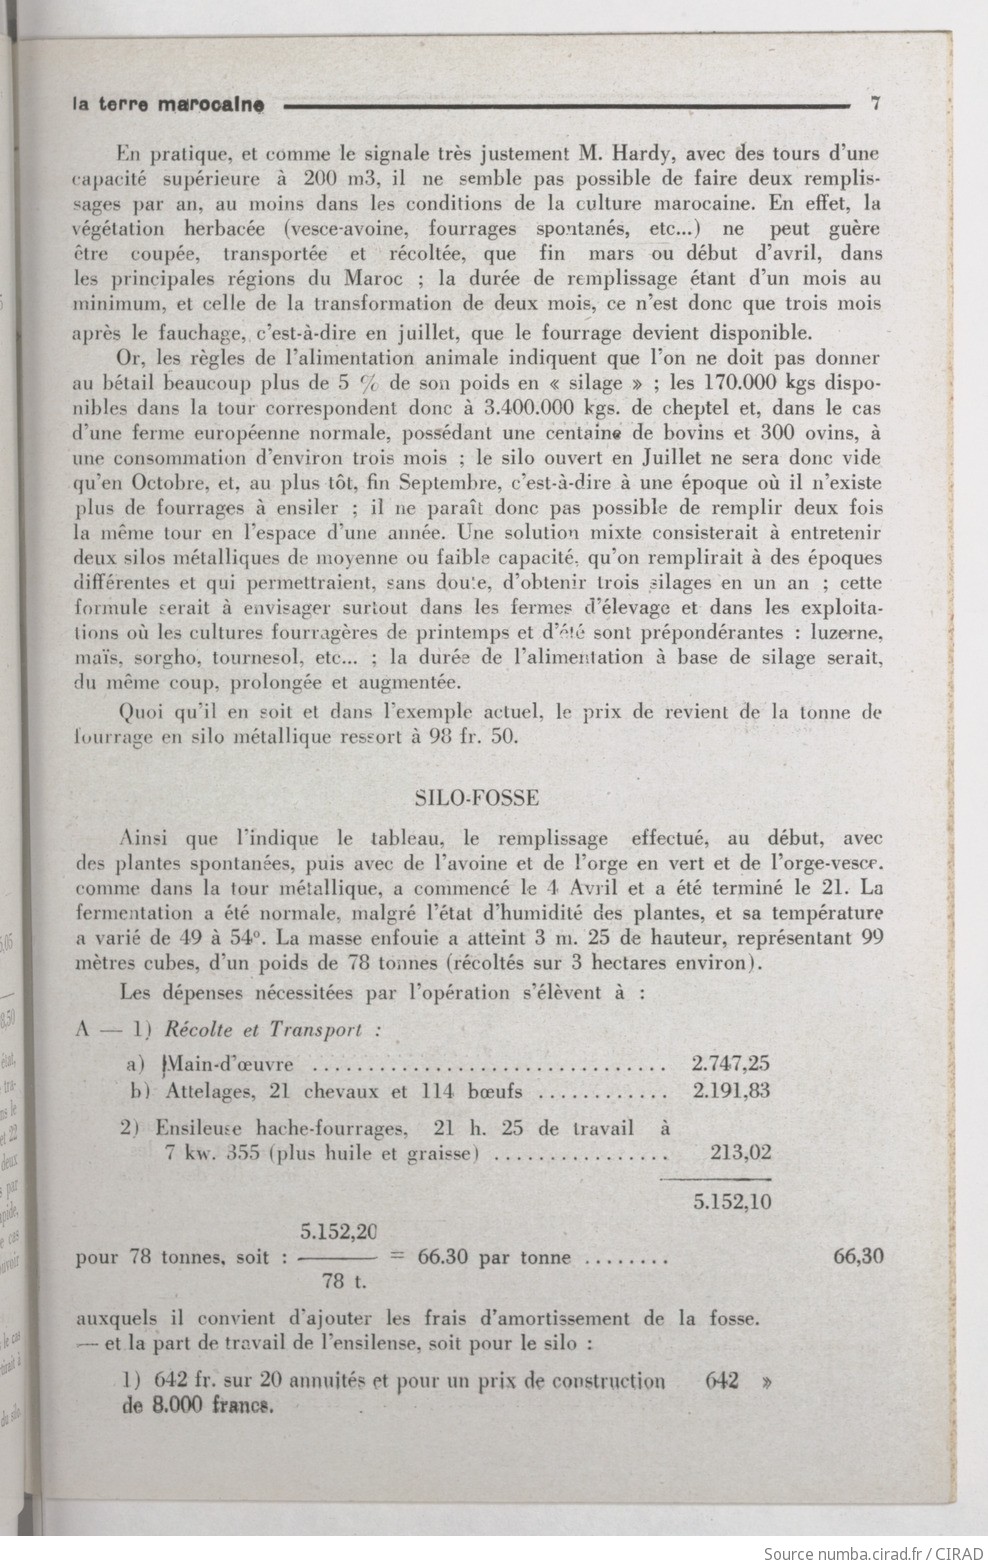 la terre marocaine 7
En pratique, et comme le signale très justement M. Hardy, avec des tours d'une
capacité supérieure à 200 m3, il ne semble pas possible de faire deux remplis-
sages par an, au moins dans les conditions de la culture marocaine. En effet, la
végétation herbacée (vesce-avoine, fourrages spontanés, etc...) ne peut guère
être coupée, transportée et récoltée, que fin mars ou début d'avril, dans
les principales régions du Maroc ; la durée de remplissage étant d'un mois au
minimum, et celle de la transformation de deux mois, ce n'est donc que trois mois
après le fauchage, c'est-à-dire en juillet, que le fourrage devient disponible.
Or, les règles de l'alimentation animale indiquent que l'on ne doit pas donner
au bétail beaucoup plus de 5 % de son poids en « silage » ; les 170.000 kgs dispo-
nibles dans la tour correspondent donc à 3.400.000 kgs. de cheptel et, dans le cas
d'une ferme européenne normale, possédant une centaine de bovins et 300 ovins, à
une consommation d'environ trois mois ; le silo ouvert en Juillet ne sera donc vide
qu'en Octobre, et, au plus tôt, fin Septembre, c'est-à-dire à une époque où il n'existe
plus de fourrages à ensiler ; il ne paraît donc pas possible de remplir deux fois
la même tour en l'espace d'une année. Une solution mixte consisterait à entretenir
deux silos métalliques de moyenne ou faible capacité, qu'on remplirait à des époques
différentes et qui permettraient, sans doute, d'obtenir trois silages en un an ; cette
formule serait à envisager surtout dans les fermes d'élevage et dans les exploita-
tions où les cultures fourragères de printemps et d'été sont prépondérantes : luzerne,
maïs, sorgho, tournesol, etc... ; la durée de l'alimentation à base de silage serait,
du même coup, prolongée et augmentée.
Quoi qu'il en soit et dans l'exemple actuel, le prix de revient de la tonne de
fourrage en silo métallique ressort à 98 fr. 50.
SILO-FOSSE
Ainsi que l'indique le tableau, le remplissage effectué, au début, avec
des plantes spontanées, puis avec de l'avoine et de l'orge en vert et de l'orge-vesce.
comme dans la tour métallique, a commencé le 4 Avril et a été terminé le 21. La
fermentation a été normale, malgré l'état d'humidité des plantes, et sa température
a varié de 49 à 54°. La masse enfouie a atteint 3 m. 25 de hauteur, représentant 99
mètres cubes, d'un poids de 78 tonnes (récoltés sur 3 hectares environ).
Les dépenses nécessitées par l'opération s'élèvent à :
A — 1) Récolte et Transport :
a) Main-d'œuvre ................................ 2.747,25
b) Attelages, 21 chevaux et 114 bœufs ............ 2.191,83
2) Ensileuse hache-fourrages, 21 h. 25 de travail à
7 kw. 355 (plus huile et graisse) ................ 213,02
5.152,10
5.152,20
pour 78 tonnes, soit : ——— = 66.30 par tonne ........ 66,30
78 t.
auxquels il convient d'ajouter les frais d'amortissement de la fosse.
— et la part de travail de l'ensilense, soit pour le silo :
1) 642 fr. sur 20 annuités et pour un prix de construction 642 »
de 8.000 francs.
Source numba.cirad.fr / CIRAD